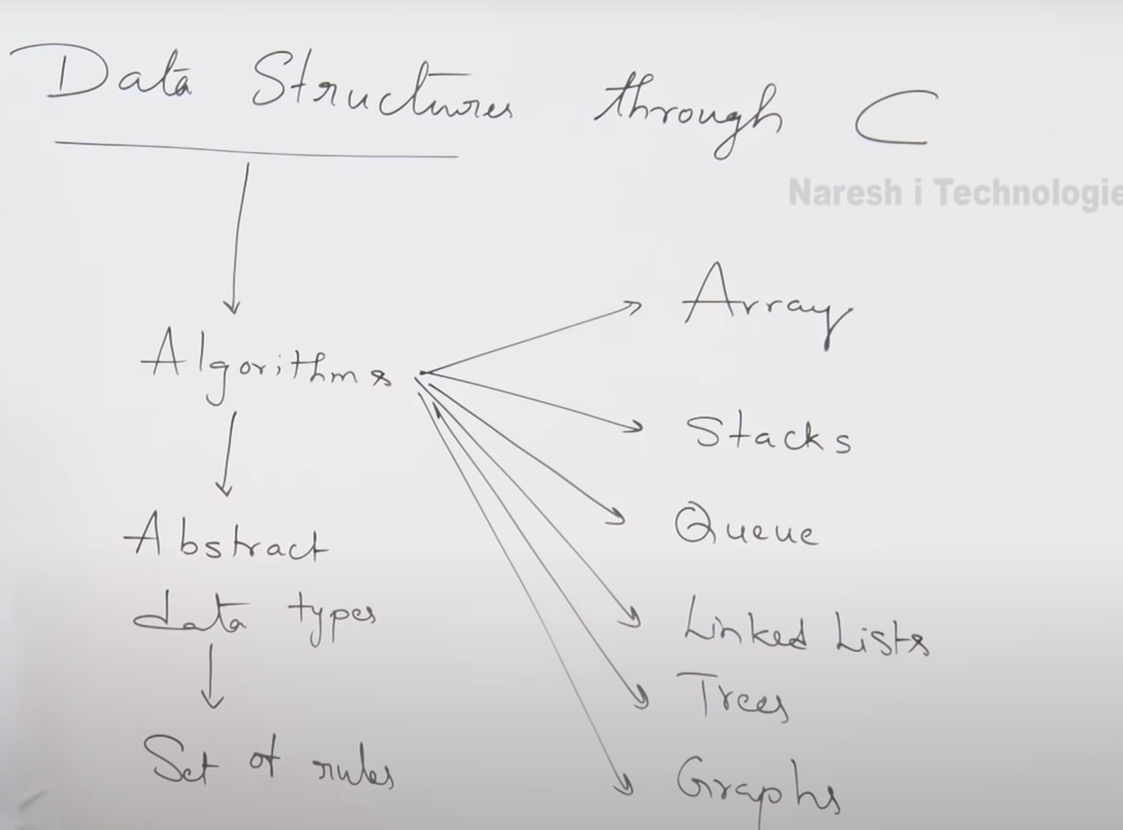 Data Structures through C
Naresh i Technologie
Algorithms
Abstract
data types
Set of rules
Array
Stacks
Queue
Linked Lists
Trees
Graphs